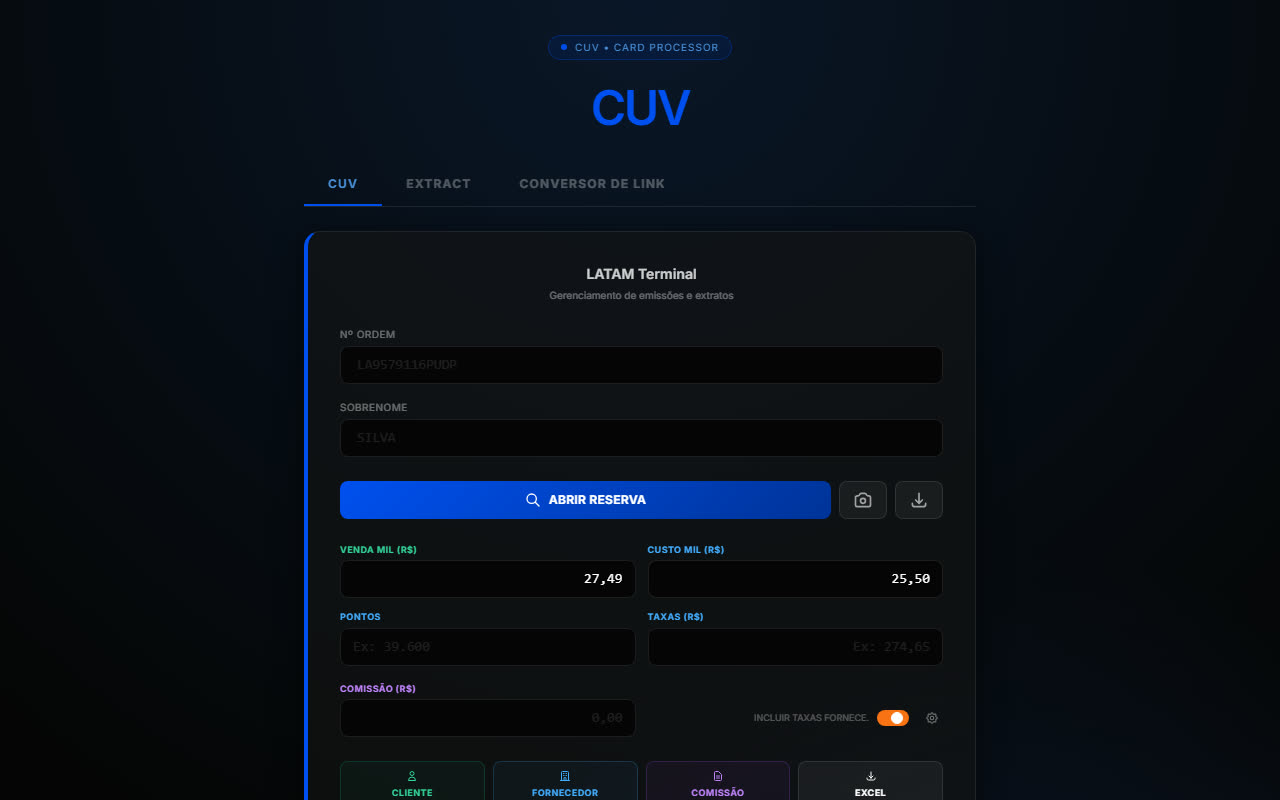 CUV • CARD PROCESSOR
CUV
CUV EXTRACT CONVERSOR DE LINK
LATAM Terminal
Gerenciamento de emissões e extratos
Nº ORDEM
LA9579116PUDP
SOBRENOME
SILVA
ABRIR RESERVA
VENDA MIL (R$) CUSTO MIL (R$)
27,49 25,50
PONTOS TAXAS (R$)
Ex: 39.600 Ex: 274,65
COMISSÃO (R$)
0,00 INCLUIR TAXAS FORNECE.
CLIENTE FORNECEDOR COMISSÃO EXCEL